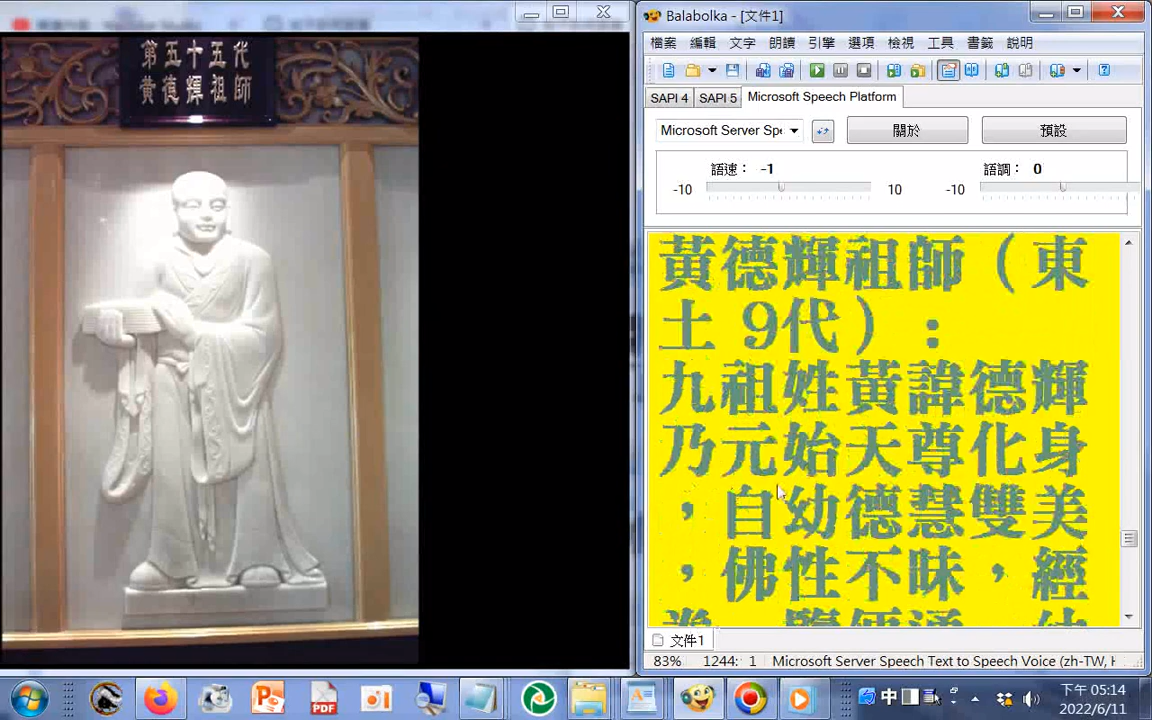 第五十五代
黃德輝祖師
Balabolka - [文件1]
檔案 編輯 文字 朗讀 引擎 選項 檢視 工具 書籤 說明
SAPI 4 SAPI 5 Microsoft Speech Platform
Microsoft Server Spe 關於 預設
語速： -1 語調： 0
-10 10 -10
黃德輝祖師（東
土 9代）：
九祖姓黃諱德輝
乃元始天尊化身
，自幼德慧雙美
，佛性不昧，經
文件1
83% 1244: 1 Microsoft Server Speech Text to Speech Voice (zh-TW, H
中
下午 05:14
2022/6/11